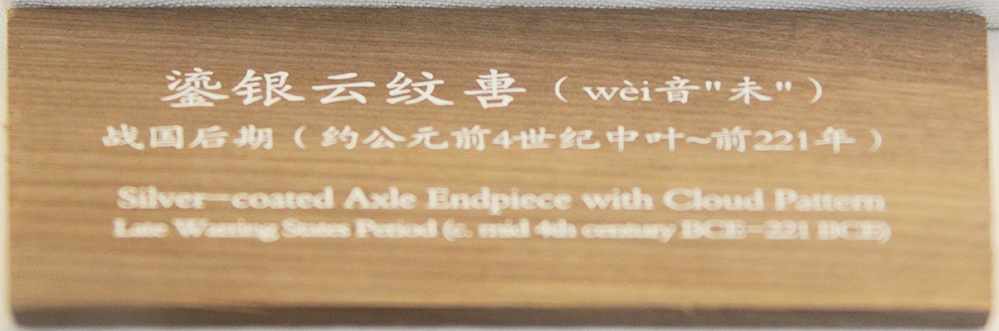 鎏银云纹軎（wèi音"未"）
战国后期（约公元前4世纪中叶~前221年）
Silver-coated Axle Endpiece with Cloud Pattern
Late Warring States Period (c. mid 4th century BCE-221 BCE)